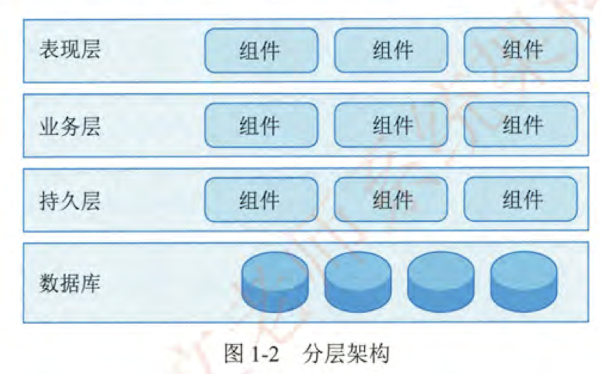 表现层 组件 组件 组件
业务层 组件 组件 组件
持久层 组件 组件 组件
数据库
图 1-2 分层架构